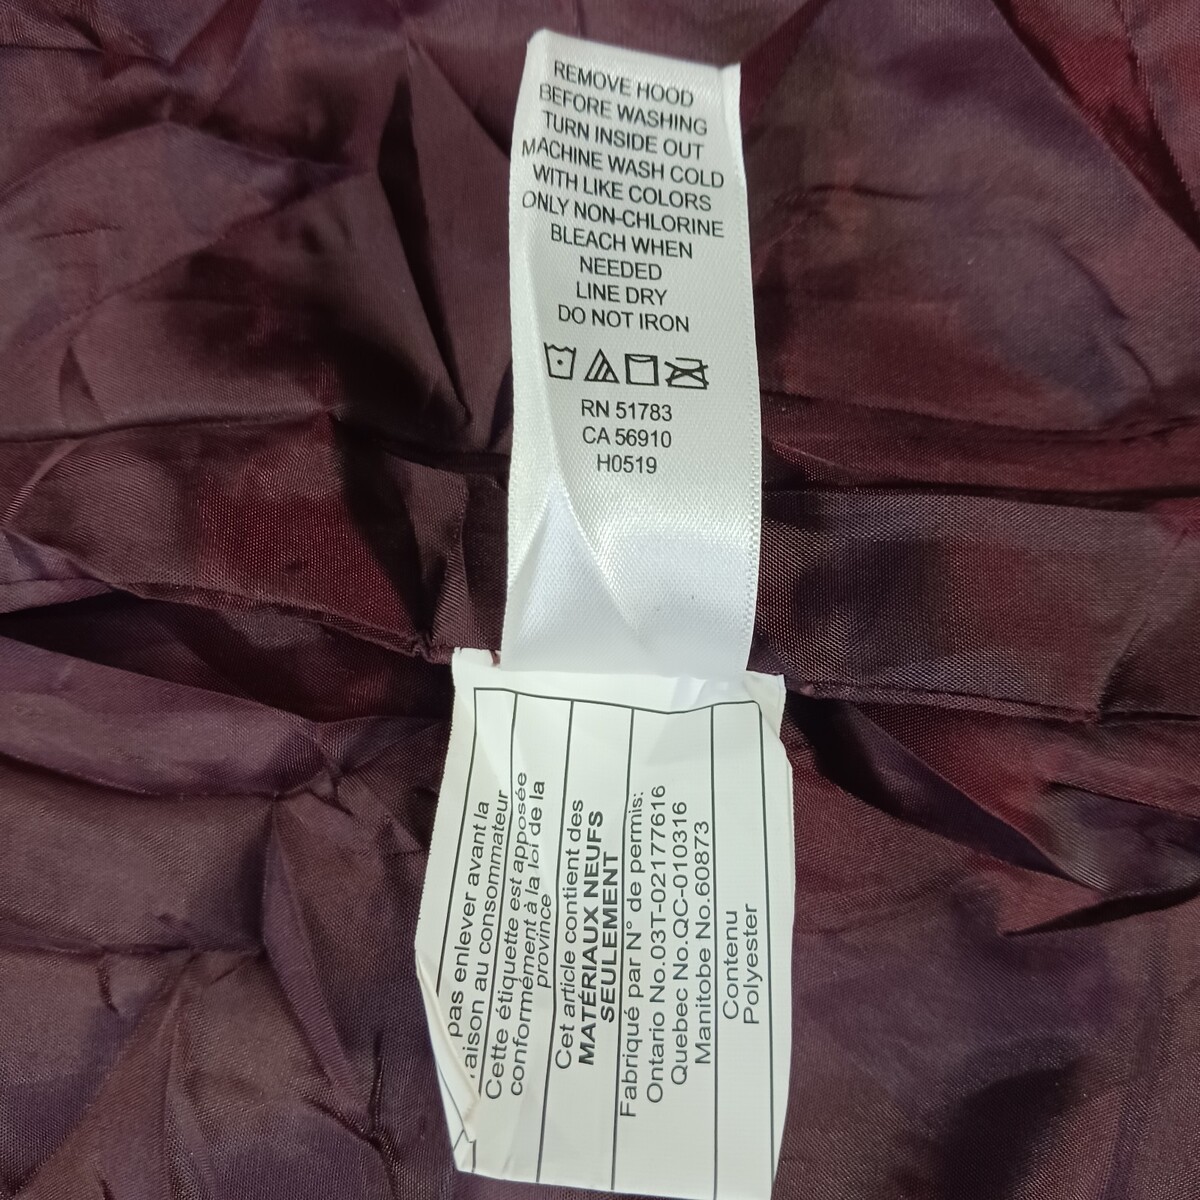 REMOVE HOOD
BEFORE WASHING
TURN INSIDE OUT
MACHINE WASH COLD
WITH LIKE COLORS
ONLY NON-CHLORINE
BLEACH WHEN
NEEDED
LINE DRY
DO NOT IRON
RN 51783
CA 56910
H0519
pas enlever avant la
aison au consommateur
Cette étiquette est apposée
conformément à la loi de la
province
Cet article contient des
MATÉRIAUX NEUFS
SEULEMENT
Fabriqué par N° de permis:
Ontario No.03T-02177616
Quebec No.QC-010316
Manitobe No.60873
Contenu
Polyester